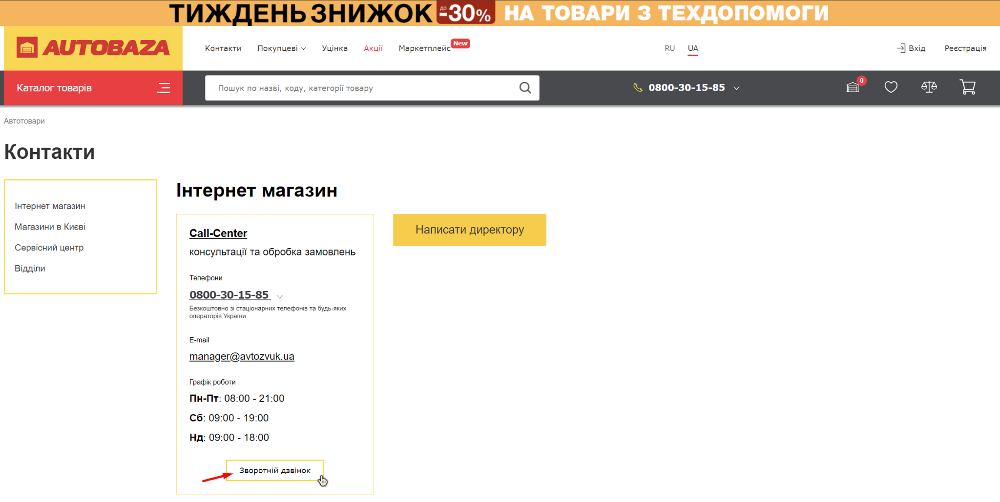 ТИЖДЕНЬ ЗНИЖОК до -30% НА ТОВАРИ З ТЕХДОПОМОГИ
AUTOBAZA
Контакти Покупцеві Уцінка Акції Маркетплейс New RU UA Вхід Реєстрація
Каталог товарів Пошук по назві, коду, категорії товару 0800-30-15-85 0
Автотовари
Контакти
Інтернет магазин
Магазини в Києві
Сервісний центр
Відділи
Інтернет магазин
Call-Center
консультації та обробка замовлень
Телефони
0800-30-15-85
Безкоштовно зі стаціонарних телефонів та будь-яких
операторів України
E-mail
manager@avtozvuk.ua
Графік роботи
Пн-Пт: 08:00 - 21:00
Сб: 09:00 - 19:00
Нд: 09:00 - 18:00
Зворотній дзвінок
Написати директору